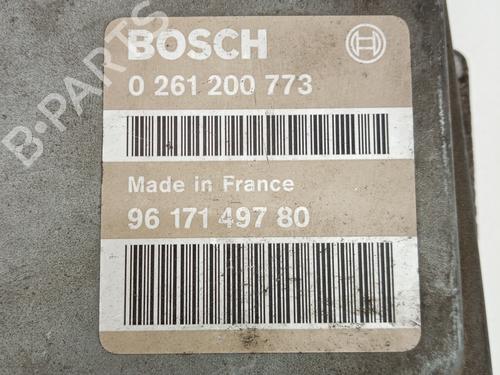 BOSCH
0 261 200 773
Made in France
96 171 497 80
B-PARTS